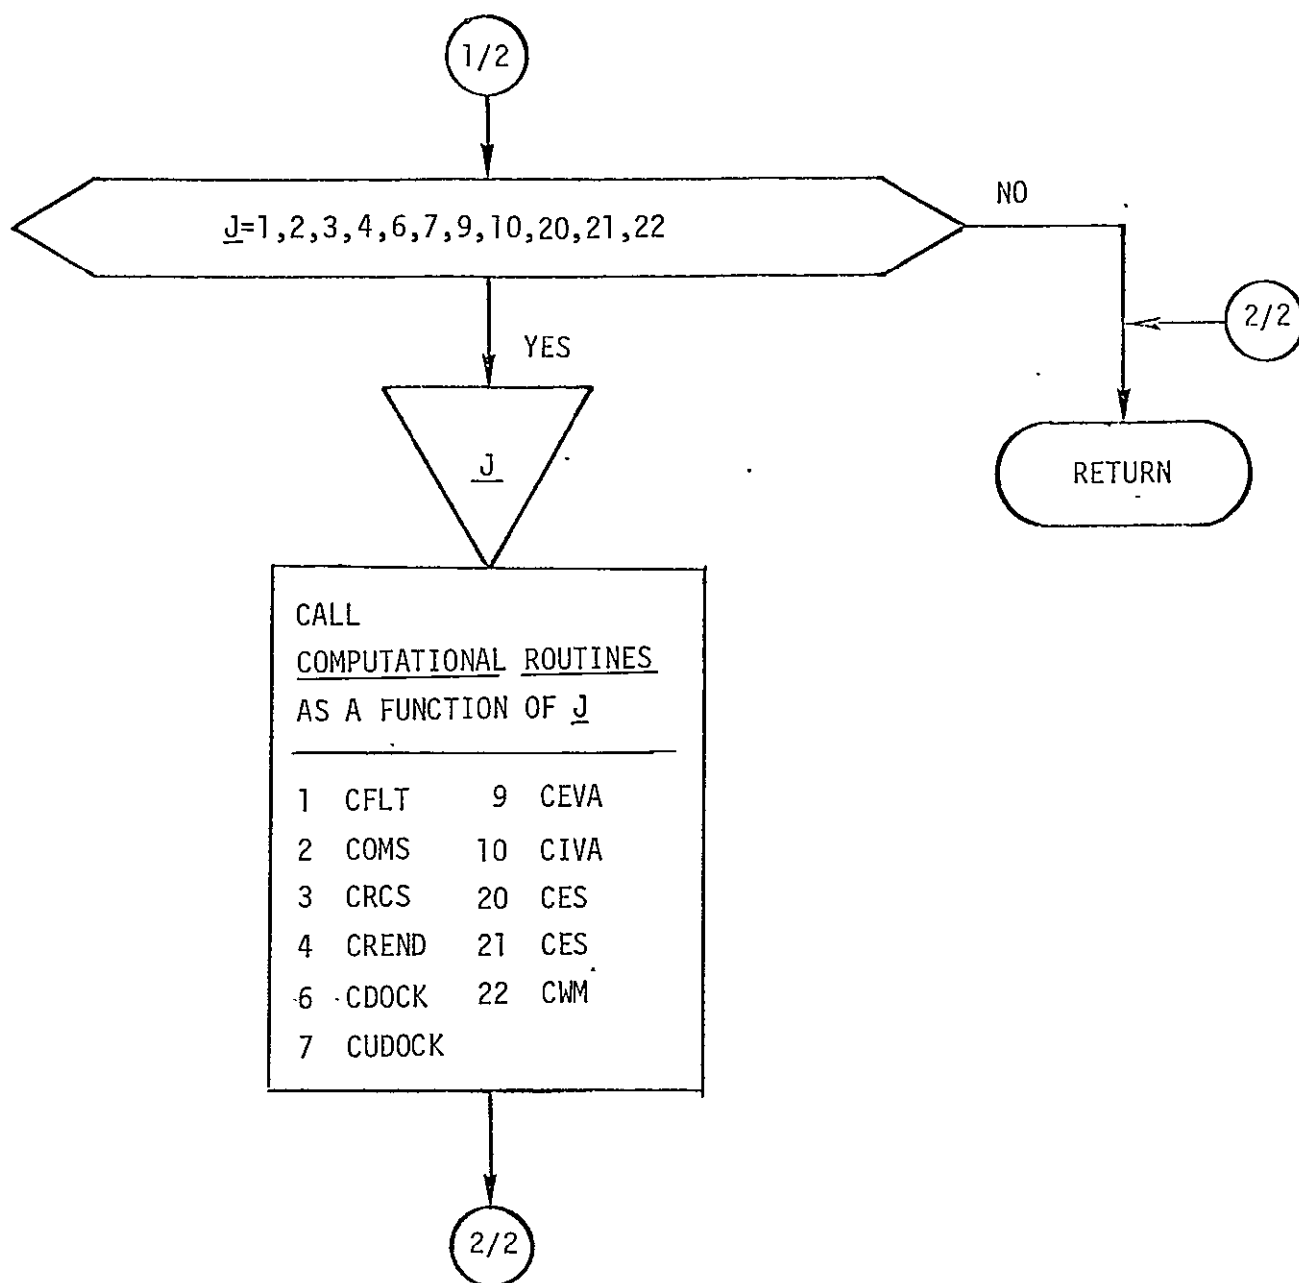 1/2
J=1,2,3,4,6,7,9,10,20,21,22
NO
2/2
YES
J
RETURN
CALL
COMPUTATIONAL ROUTINES
AS A FUNCTION OF J
1 CFLT 9 CEVA
2 COMS 10 CIVA
3 CRCS 20 CES
4 CREND 21 CES
6 CDOCK 22 CWM
7 CUDOCK
2/2